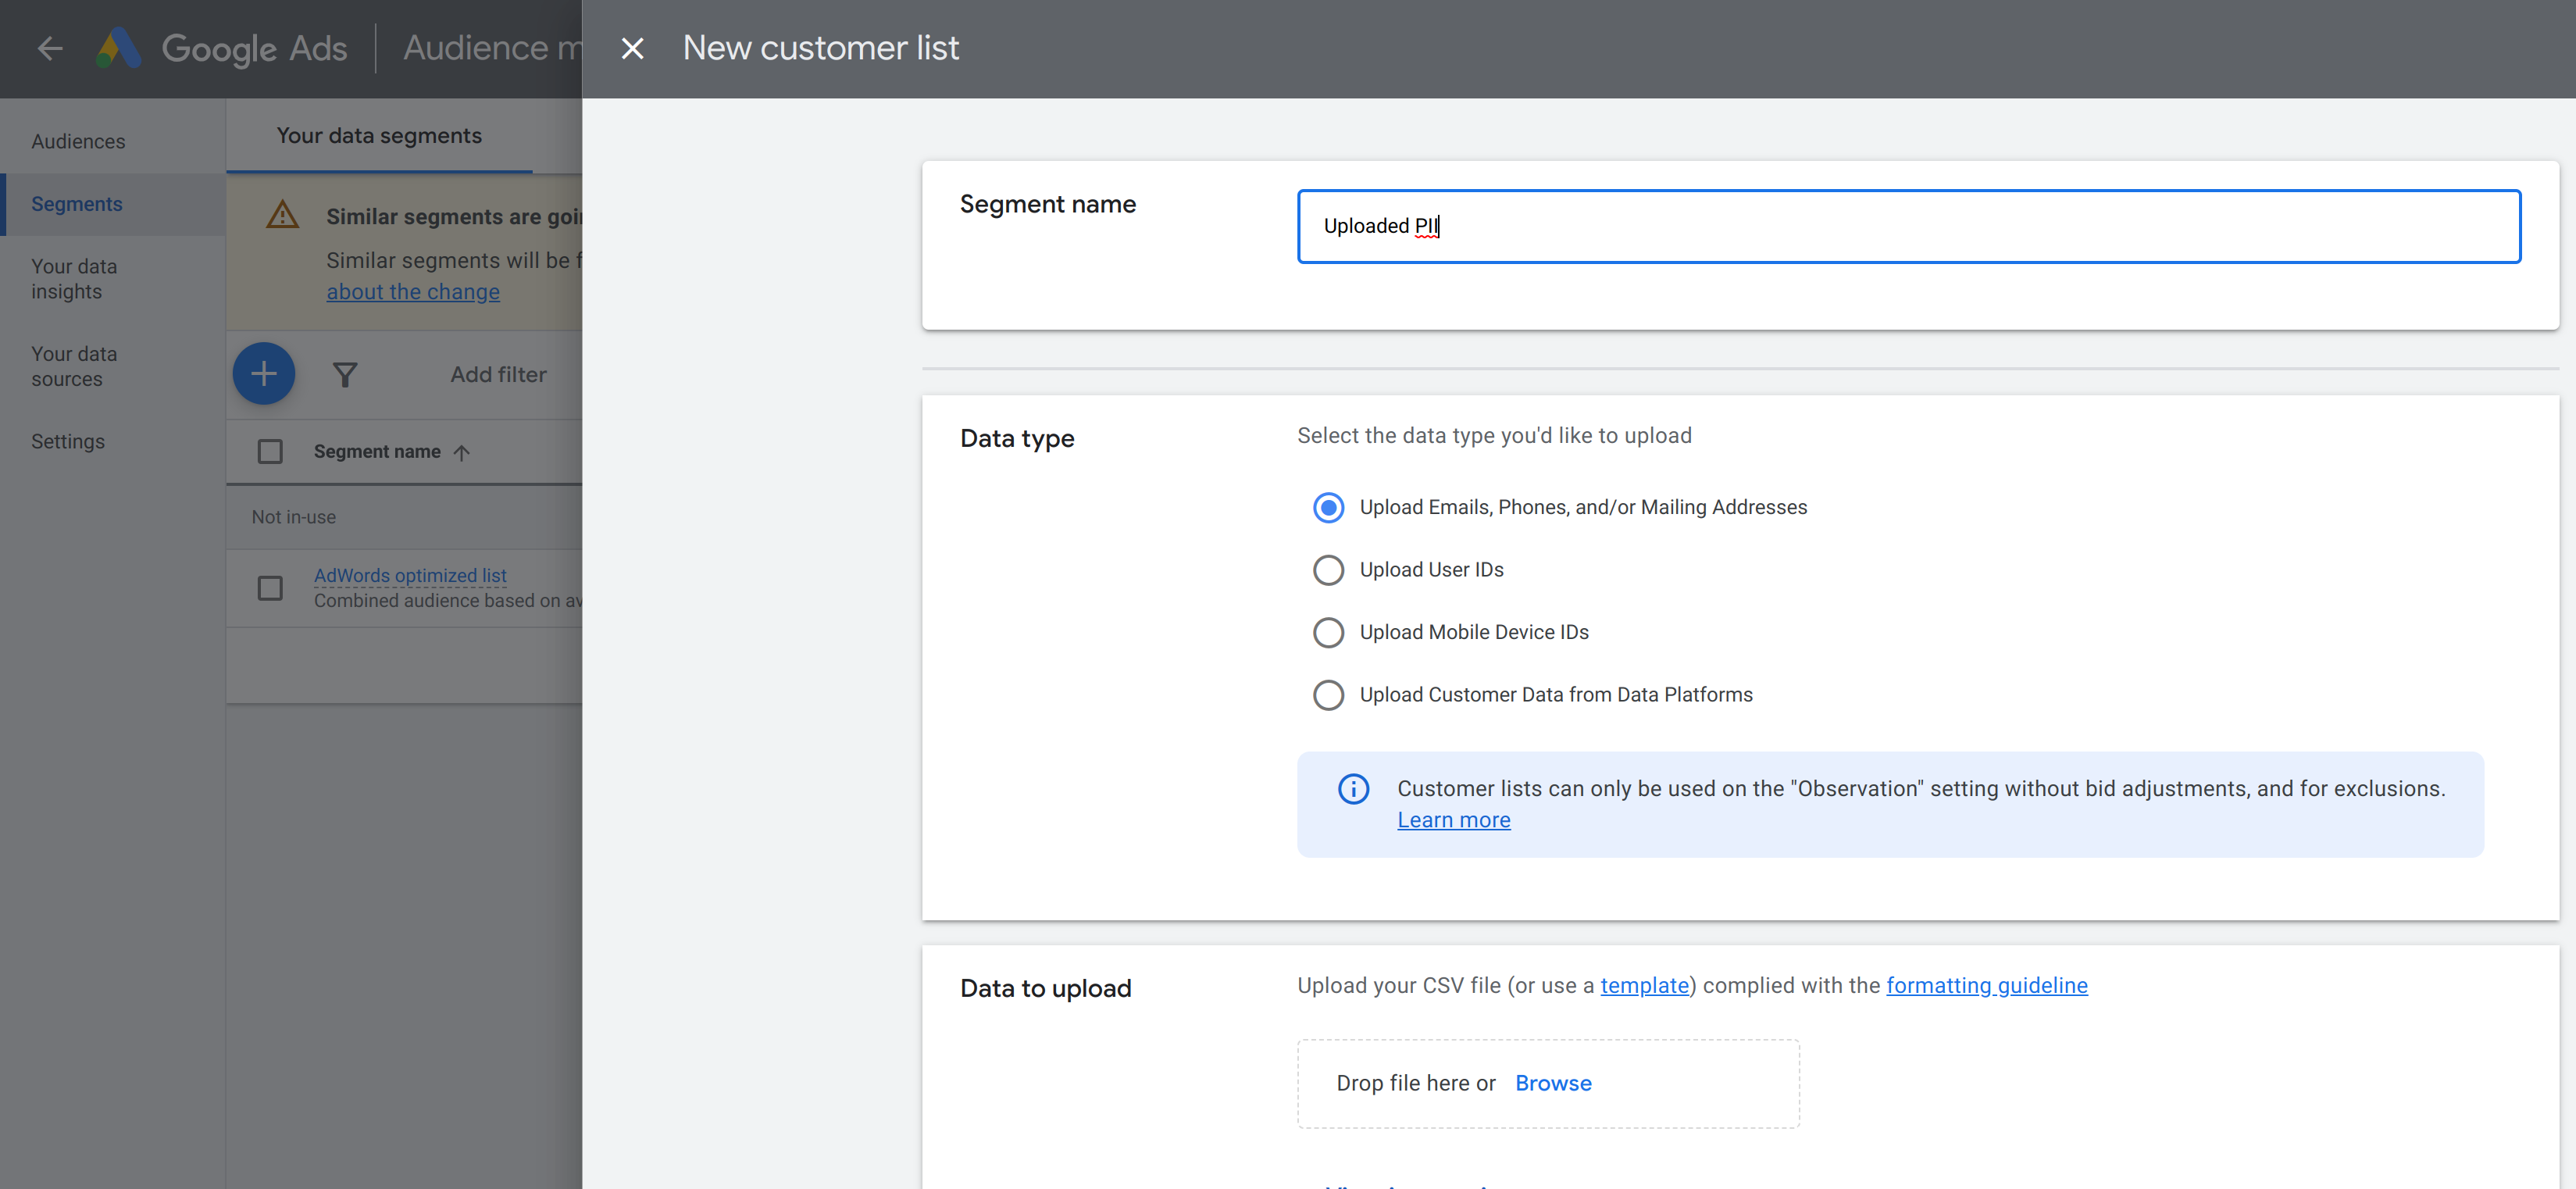 Google Ads
Audience m
New customer list
Audiences
Segments
Your data
insights
Your data
sources
Settings
Your data segments
Similar segments are goin
Similar segments will be f
about the change
Add filter
Segment name
Not in-use
AdWords optimized list
Combined audience based on av
Segment name
Uploaded PII
Data type
Select the data type you'd like to upload
Upload Emails, Phones, and/or Mailing Addresses
Upload User IDs
Upload Mobile Device IDs
Upload Customer Data from Data Platforms
Customer lists can only be used on the "Observation" setting without bid adjustments, and for exclusions.
Learn more
Data to upload
Upload your CSV file (or use a template) complied with the formatting guideline
Drop file here or Browse